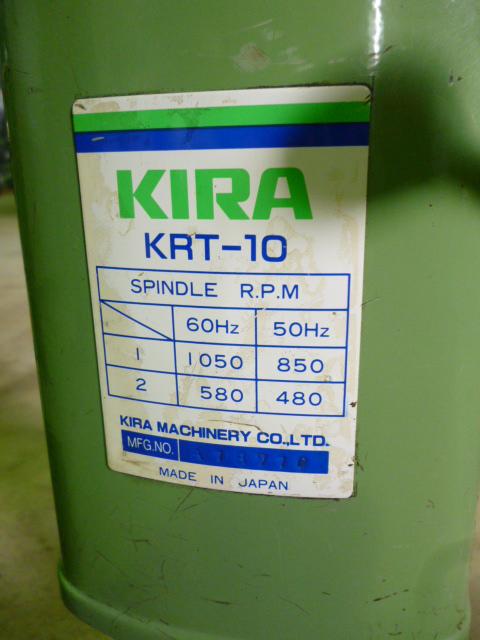 KIRA
KRT-10
SPINDLE R.P.M
60Hz 50Hz
1 1050 850
2 580 480
KIRA MACHINERY CO.,LTD.
MFG.NO.
MADE IN JAPAN